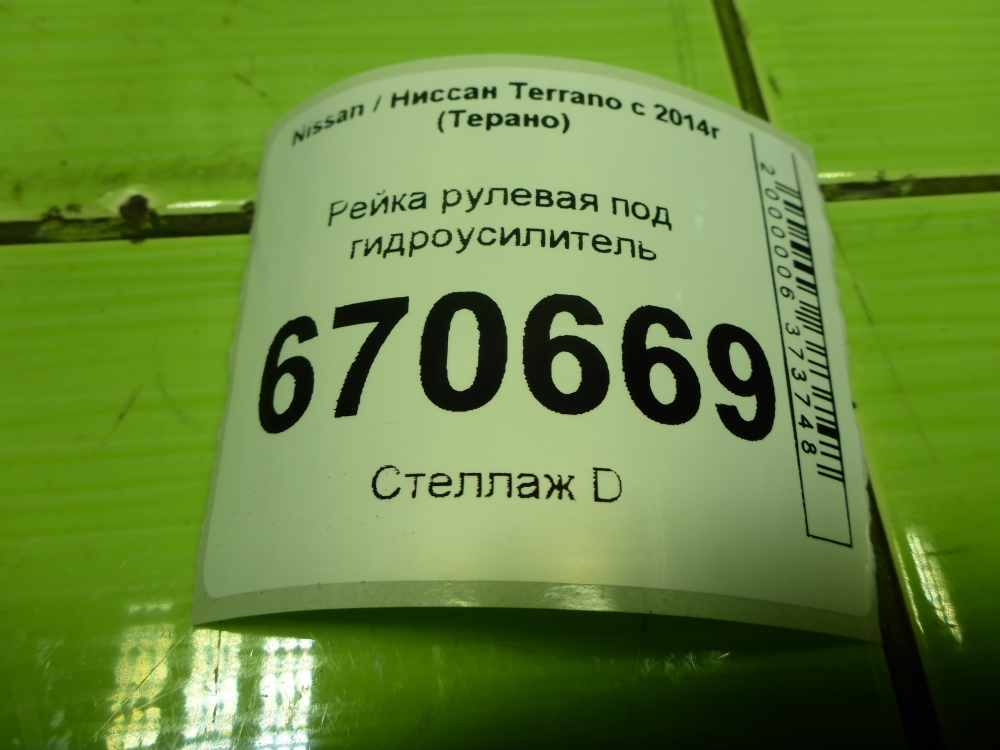 Nissan / Ниссан Terrano с 2014г
(Терано)
Рейка рулевая под
гидроусилитель
670669
Стеллаж D
2000006373748